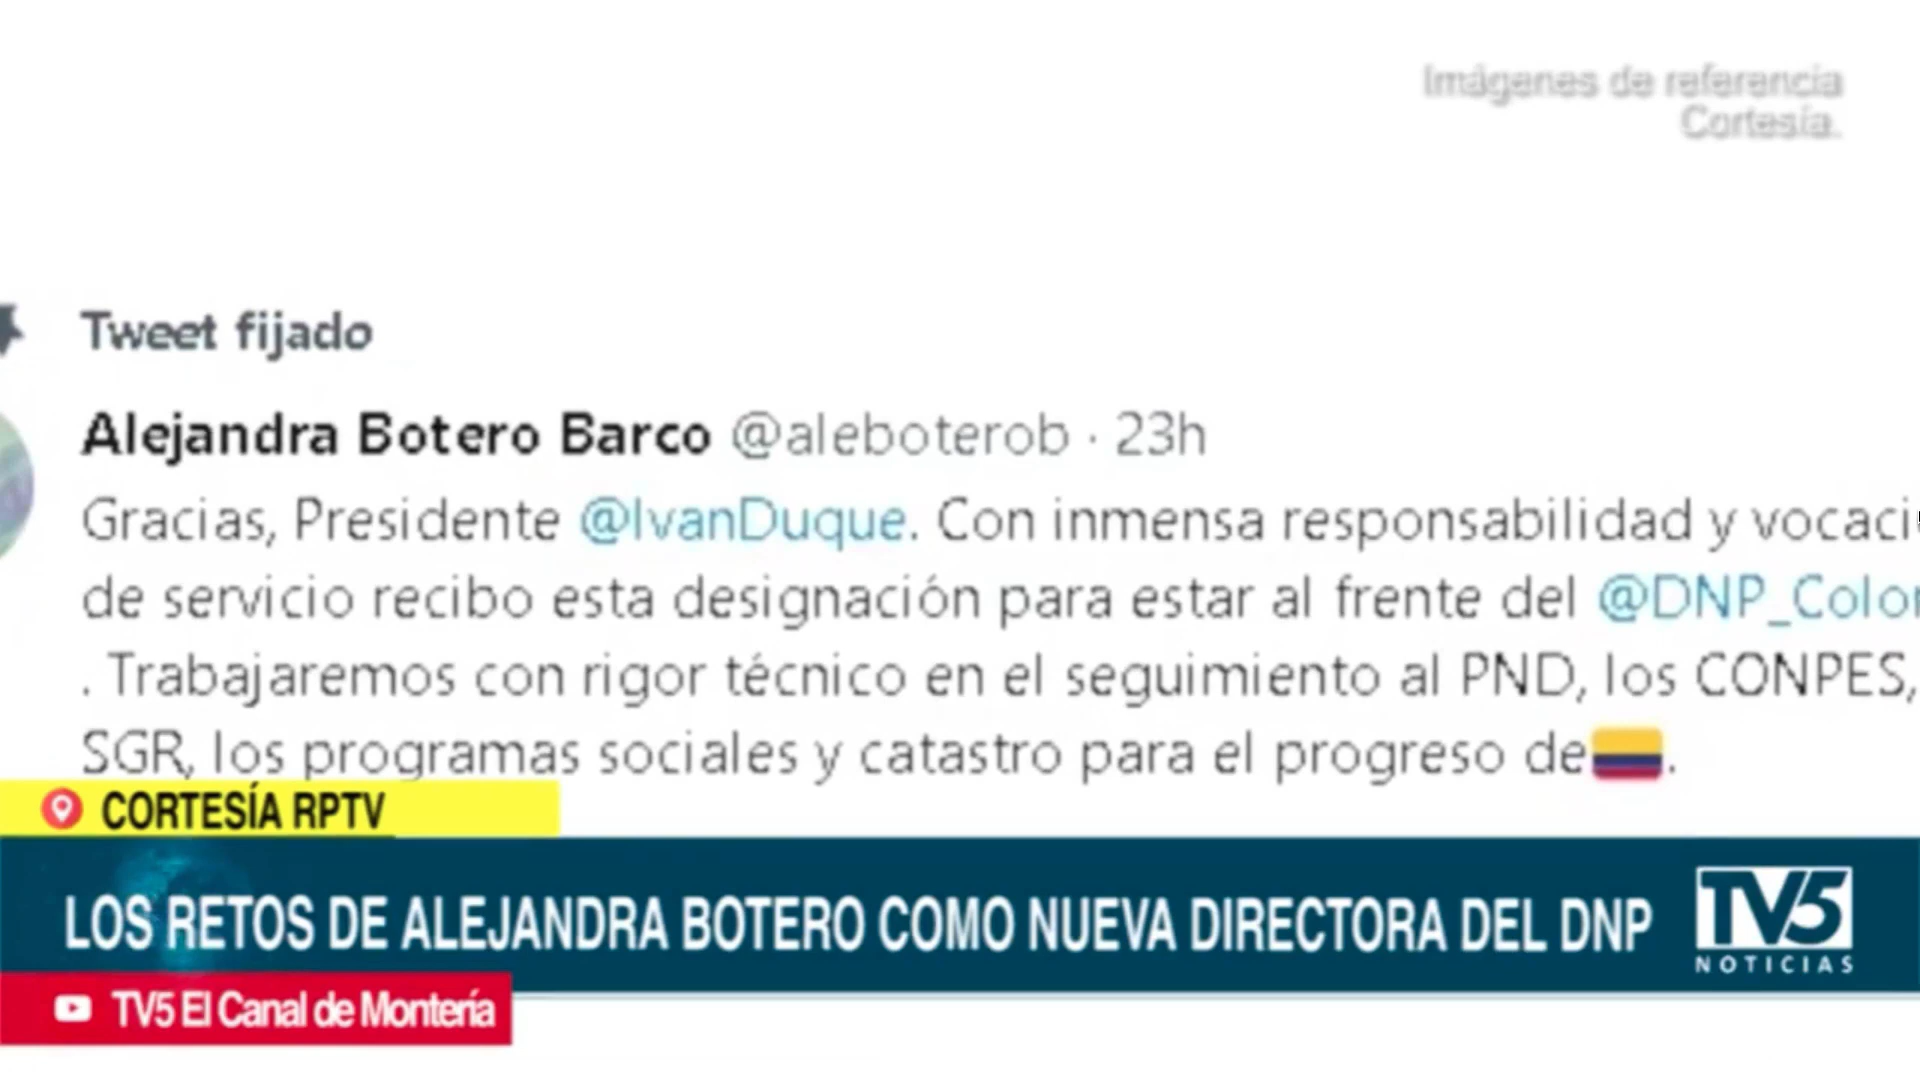 Imágenes de referencia
Cortesía.
Tweet fijado
Alejandra Botero Barco @aleboterob · 23h
Gracias, Presidente @IvanDuque. Con inmensa responsabilidad y
de servicio recibo esta designación para estar al frente del
. Trabajaremos con rigor técnico en el seguimiento al PND, los CONPES,
SGR, los programas sociales y catastro para el progreso de🇨🇴.
CORTESÍA RPTV
LOS RETOS DE ALEJANDRA BOTERO COMO NUEVA DIRECTORA DEL DNP
TV5
NOTICIAS
TV5 El Canal de Montería